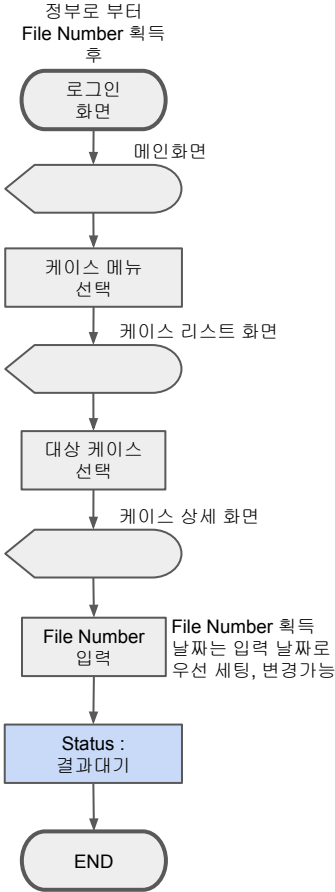 정부로 부터
File Number 획득
후
로그인
화면
메인화면
케이스 메뉴
선택
케이스 리스트 화면
대상 케이스
선택
케이스 상세 화면
File Number
입력
File Number 획득
날짜는 입력 날짜로
우선 세팅, 변경가능
Status :
결과대기
END